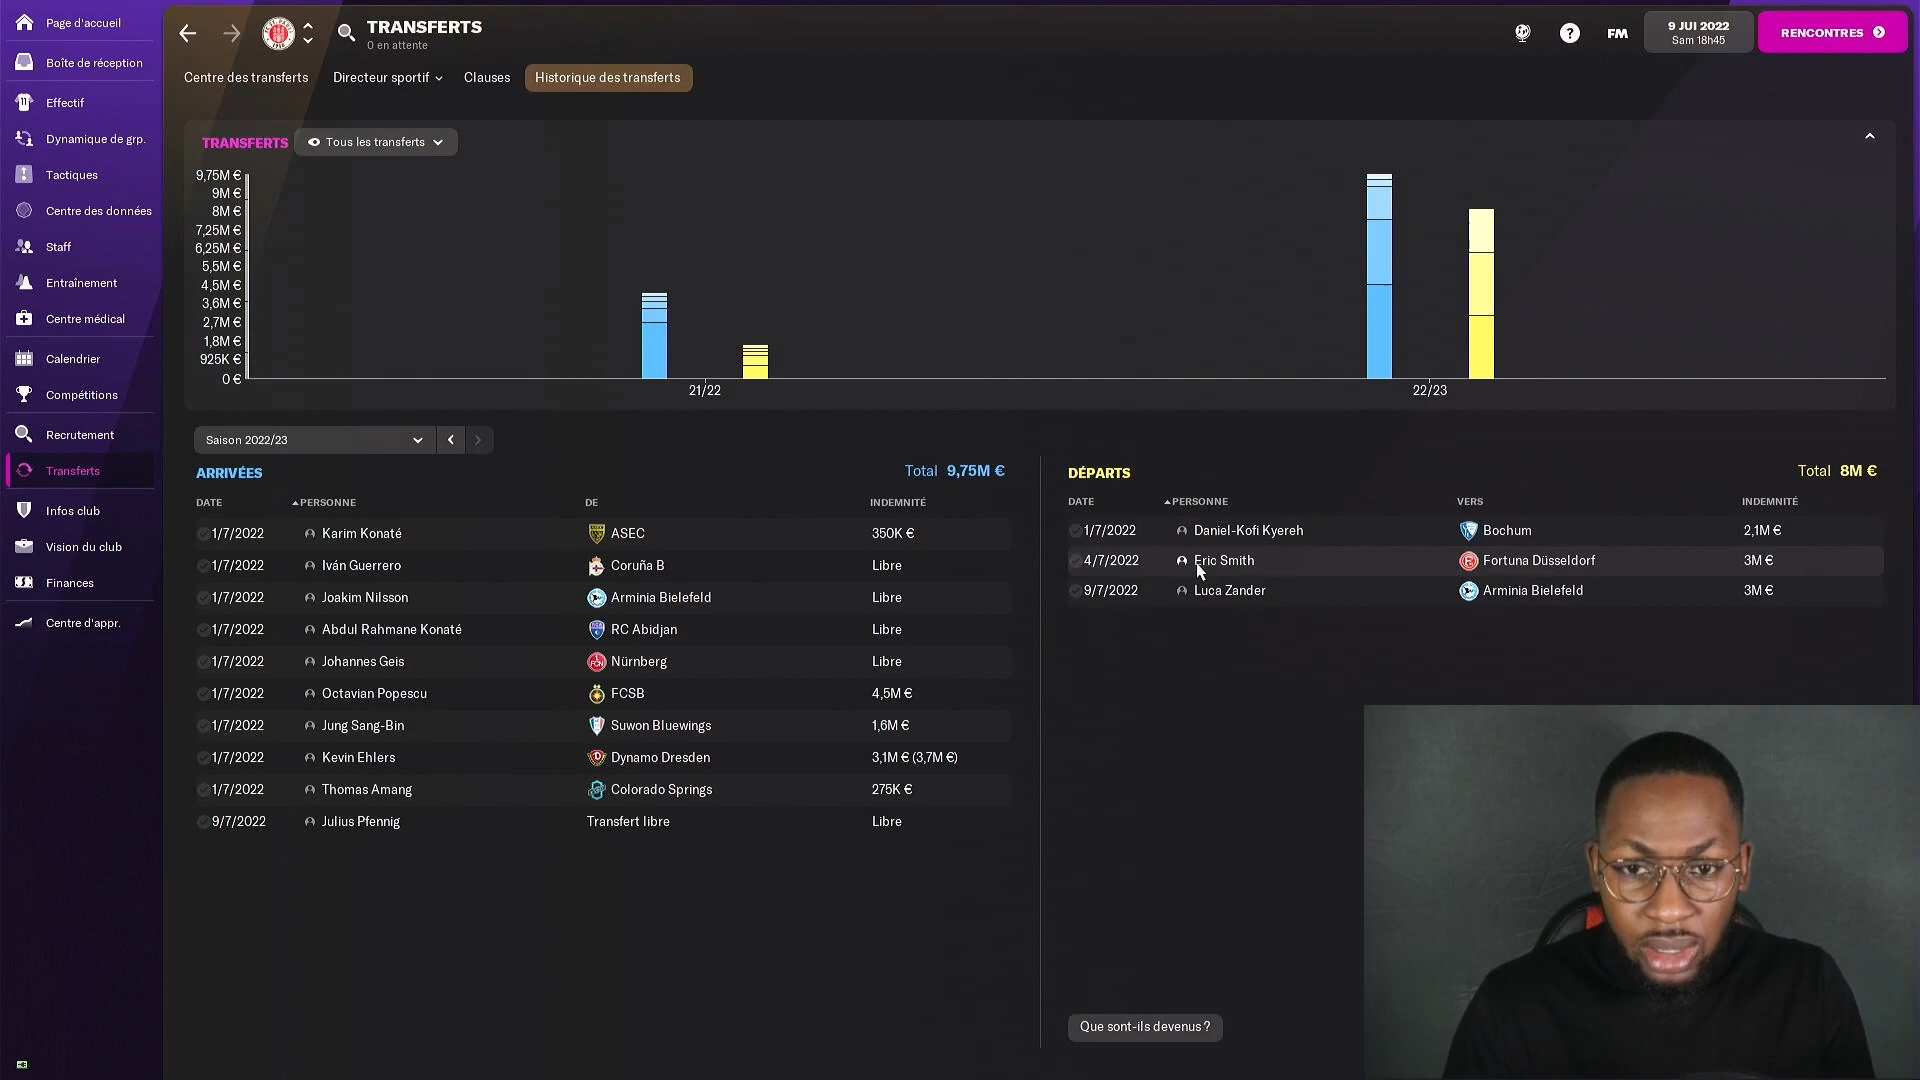 Page d'accueil
Boîte de réception
Effectif
Dynamique de grp.
Tactiques
Centre des données
Staff
Entraînement
Centre médical
Calendrier
Compétitions
Recrutement
Transferts
Infos club
Vision du club
Finances
Centre d'appr.
TRANSFERTS
0 en attente
FM
9 JUI 2022
Sam 18h45
RENCONTRES
Centre des transferts
Directeur sportif
Clauses
Historique des transferts
TRANSFERTS
Tous les transferts
9,75M €
9M €
8M €
7,25M €
6,25M €
5,5M €
4,5M €
3,6M €
2,7M €
1,8M €
925K €
0 €
21/22
22/23
Saison 2022/23
ARRIVÉES
Total 9,75M €
DATE PERSONNE DE INDEMNITÉ
1/7/2022 Karim Konaté ASEC 350K €
1/7/2022 Iván Guerrero Coruña B Libre
1/7/2022 Joakim Nilsson Arminia Bielefeld Libre
1/7/2022 Abdul Rahmane Konaté RC Abidjan Libre
1/7/2022 Johannes Geis Nürnberg Libre
1/7/2022 Octavian Popescu FCSB 4,5M €
1/7/2022 Jung Sang-Bin Suwon Bluewings 1,6M €
1/7/2022 Kevin Ehlers Dynamo Dresden 3,1M € (3,7M €)
1/7/2022 Thomas Amang Colorado Springs 275K €
9/7/2022 Julius Pfennig Transfert libre Libre
DÉPARTS
Total 8M €
DATE PERSONNE VERS INDEMNITÉ
1/7/2022 Daniel-Kofi Kyereh Bochum 2,1M €
4/7/2022 Eric Smith Fortuna Düsseldorf 3M €
9/7/2022 Luca Zander Arminia Bielefeld 3M €
Que sont-ils devenus ?